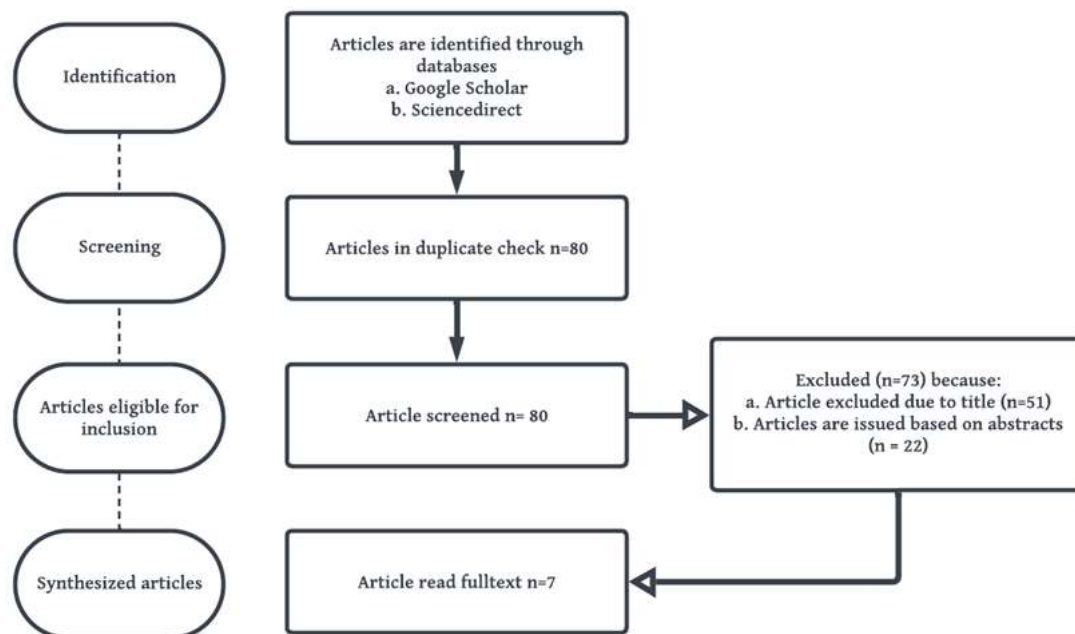 Identification
Articles are identified through
databases
a. Google Scholar
b. Sciencedirect
Screening
Articles in duplicate check n=80
Articles eligible for
inclusion
Article screened n= 80
Excluded (n=73) because:
a. Article excluded due to title (n=51)
b. Articles are issued based on abstracts
(n = 22)
Synthesized articles
Article read fulltext n=7